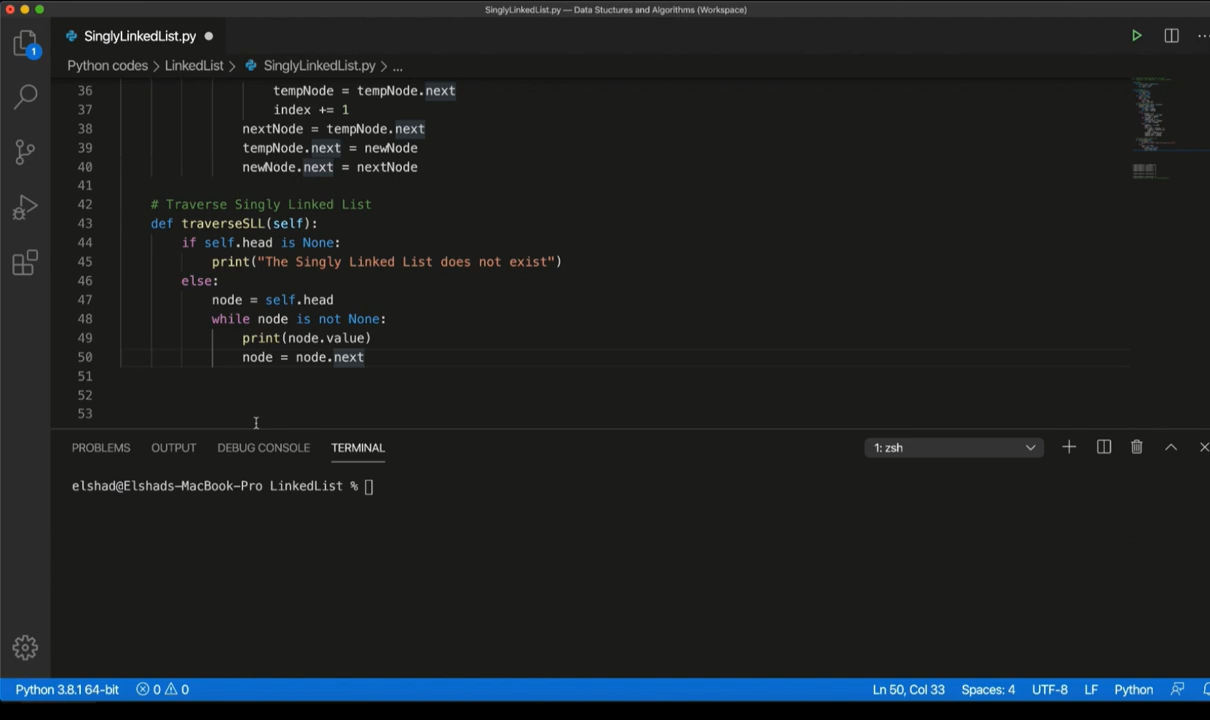 SinglyLinkedList.py — Data Stuctures and Algorithms (Workspace)
SinglyLinkedList.py
1
Python codes > LinkedList > SinglyLinkedList.py > ...
36 tempNode = tempNode.next
37 index += 1
38 nextNode = tempNode.next
39 tempNode.next = newNode
40 newNode.next = nextNode
41
42 # Traverse Singly Linked List
43 def traverseSLL(self):
44 if self.head is None:
45 print("The Singly Linked List does not exist")
46 else:
47 node = self.head
48 while node is not None:
49 print(node.value)
50 node = node.next
51
52
53
PROBLEMS OUTPUT DEBUG CONSOLE TERMINAL 1: zsh
elshad@Elshads-MacBook-Pro LinkedList %
Python 3.8.1 64-bit 0 0 Ln 50, Col 33 Spaces: 4 UTF-8 LF Python